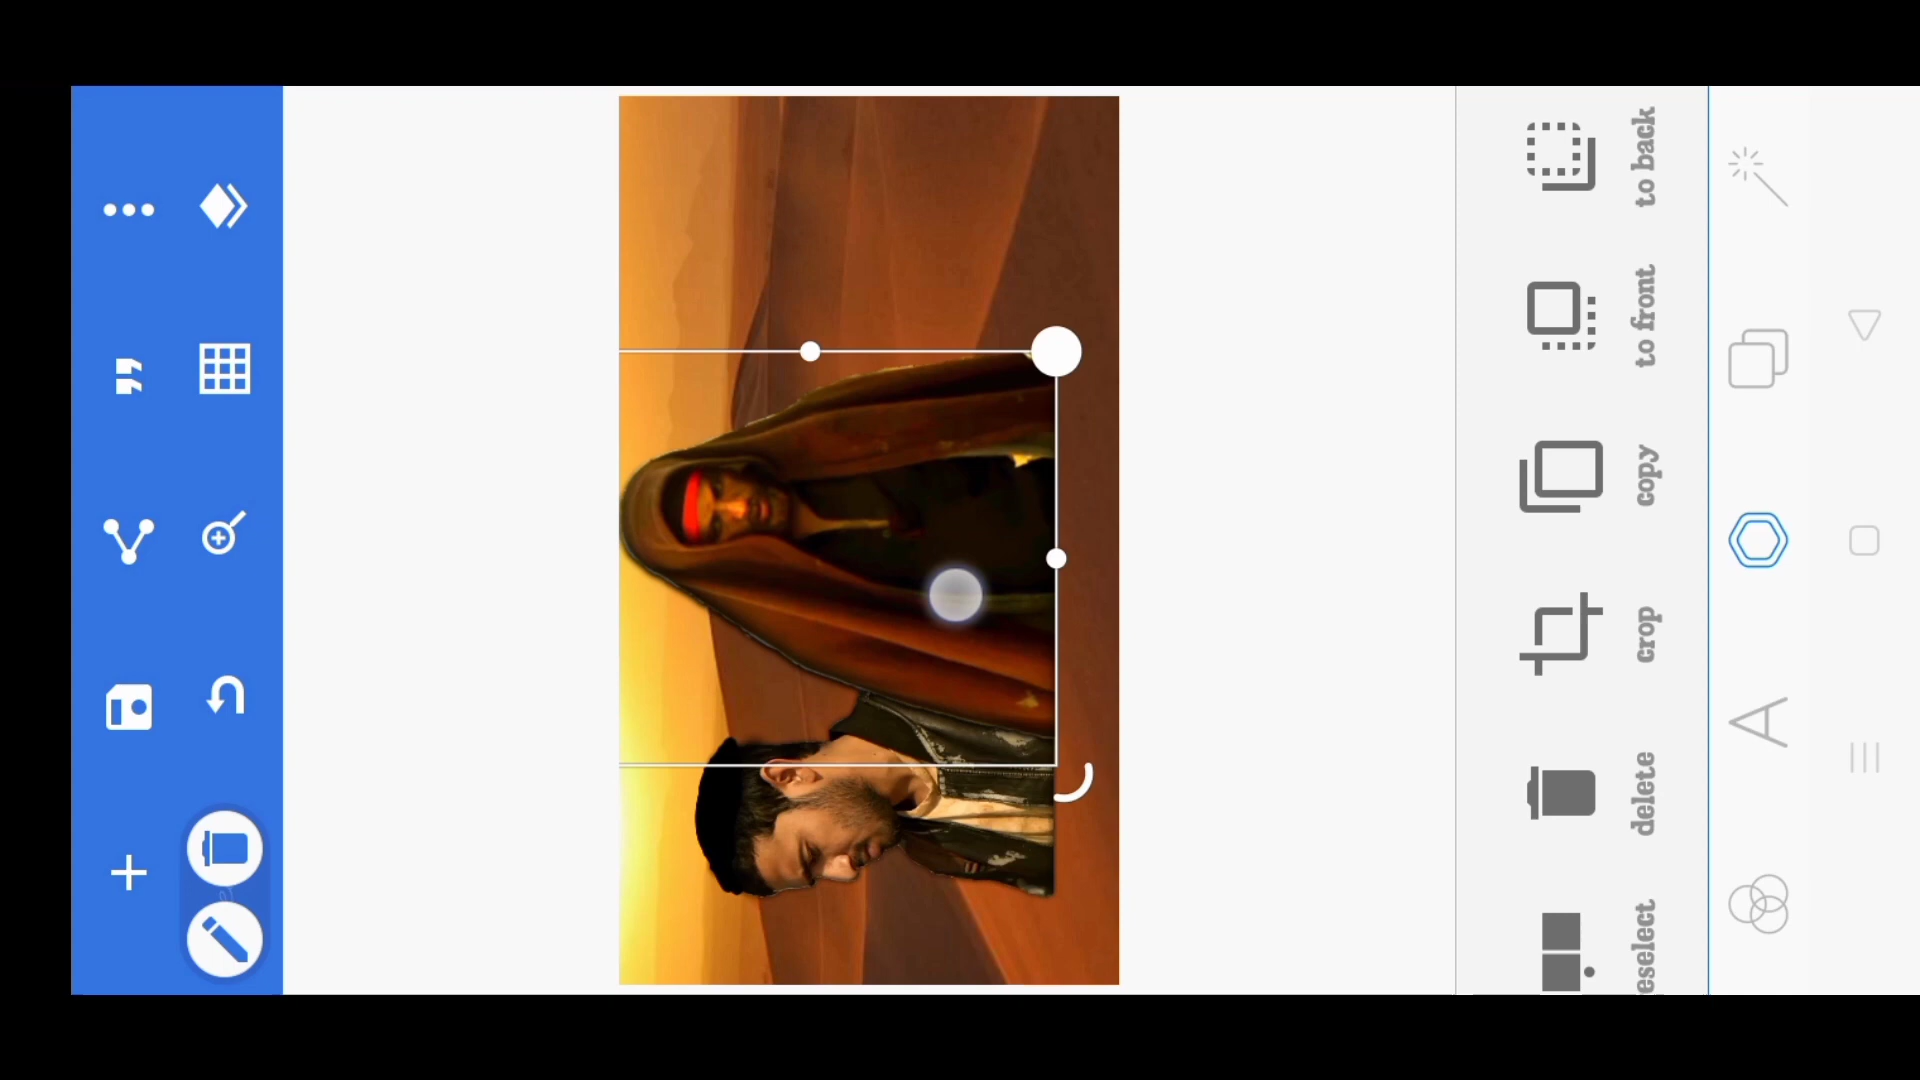 to back
to front
copy
crop
delete
eselect